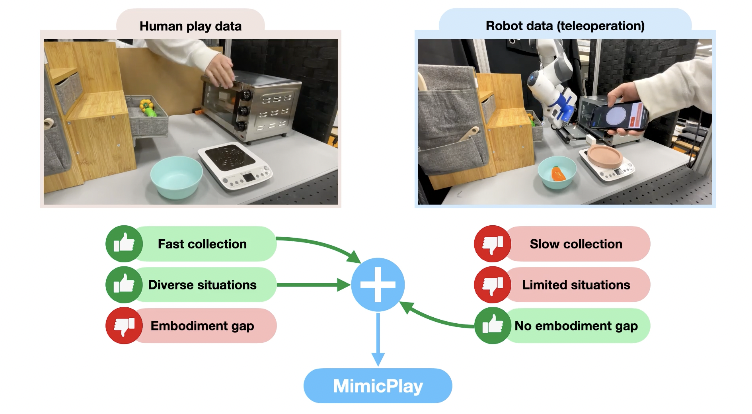 Human play data
Robot data (teleoperation)
Fast collection
Diverse situations
Embodiment gap
Slow collection
Limited situations
No embodiment gap
MimicPlay